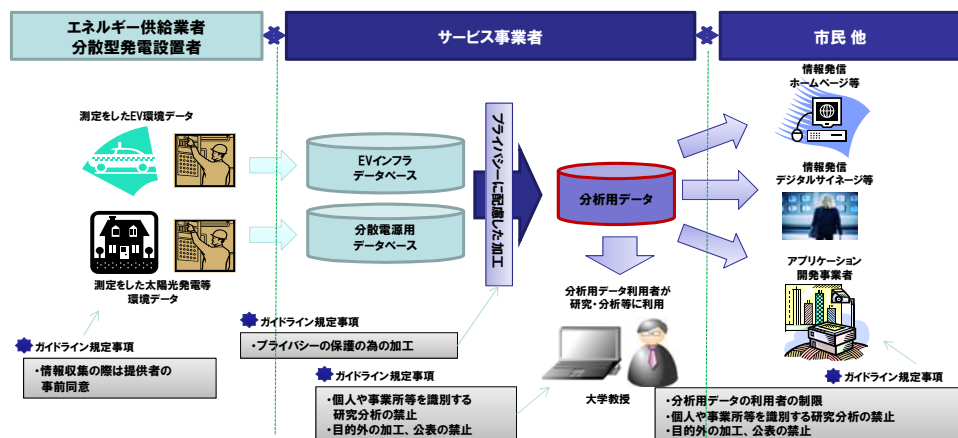 エネルギー供給業者
分散型発電設置者
サービス事業者
市民 他
測定をしたEV環境データ
測定をした太陽光発電等
環境データ
EVインフラ
データベース
分散電源用
データベース
プライバシーに配慮した加工
分析用データ
分析用データ利用者が
研究・分析等に利用
大学教授
情報発信
ホームページ等
情報発信
デジタルサイネージ等
アプリケーション
開発事業者
ガイドライン規定事項
・情報収集の際は提供者の
事前同意
ガイドライン規定事項
・プライバシーの保護の為の加工
ガイドライン規定事項
・個人や事業所等を識別する
研究分析の禁止
・目的外の加工、公表の禁止
ガイドライン規定事項
・分析用データの利用者の制限
・個人や事業所等を識別する研究分析の禁止
・目的外の加工、公表の禁止